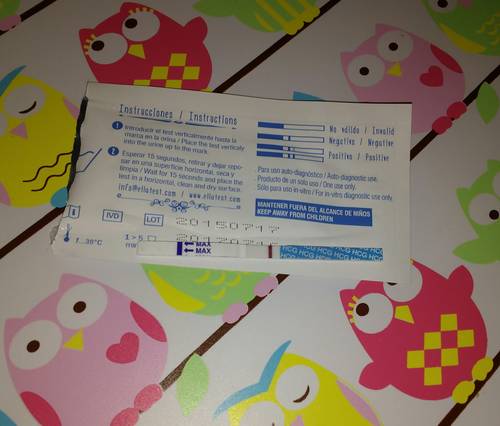 Instrucciones / Instructions
1 Introducir el test verticalmente hasta la
marca en la orina / Place the test verticaly
into the urine up to the mark.
2 Esperar 15 segundos, retirar y dejar repo-
sar en una superficie horizontal, seca y
limpia / Wait for 15 seconds and place the
test in a horizontal, clean and dry surface.
info@ellatest.com / www.ellatest.com
No válido / Invalid
Negativo / Negative
Positivo / Positive
Para uso auto-diagnóstico / Auto-diagnostic use.
Producto de un solo uso / One use only.
Sólo para uso in-vitro / For in-vitro diagnostic use only.
MANTENER FUERA DEL ALCANCE DE NIÑOS
KEEP AWAY FROM CHILDREN
IVD LOT 20150717
MAX
MAX
HCG HCG HCG HCG